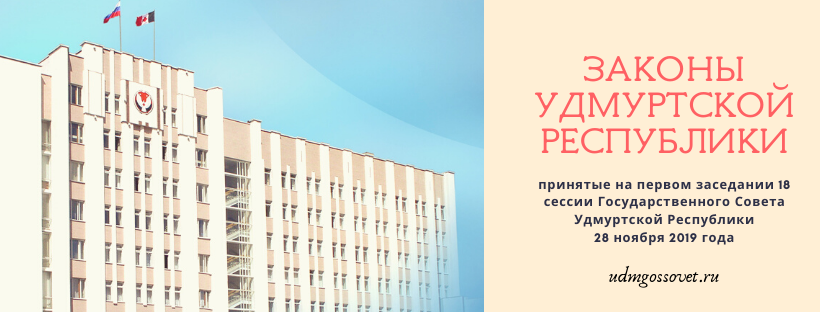 ЗАКОНЫ
УДМУРТСКОЙ
РЕСПУБЛИКИ
принятые на первом заседании 18
сессии Государственного Совета
Удмуртской Республики
28 ноября 2019 года
udmgossovet.ru